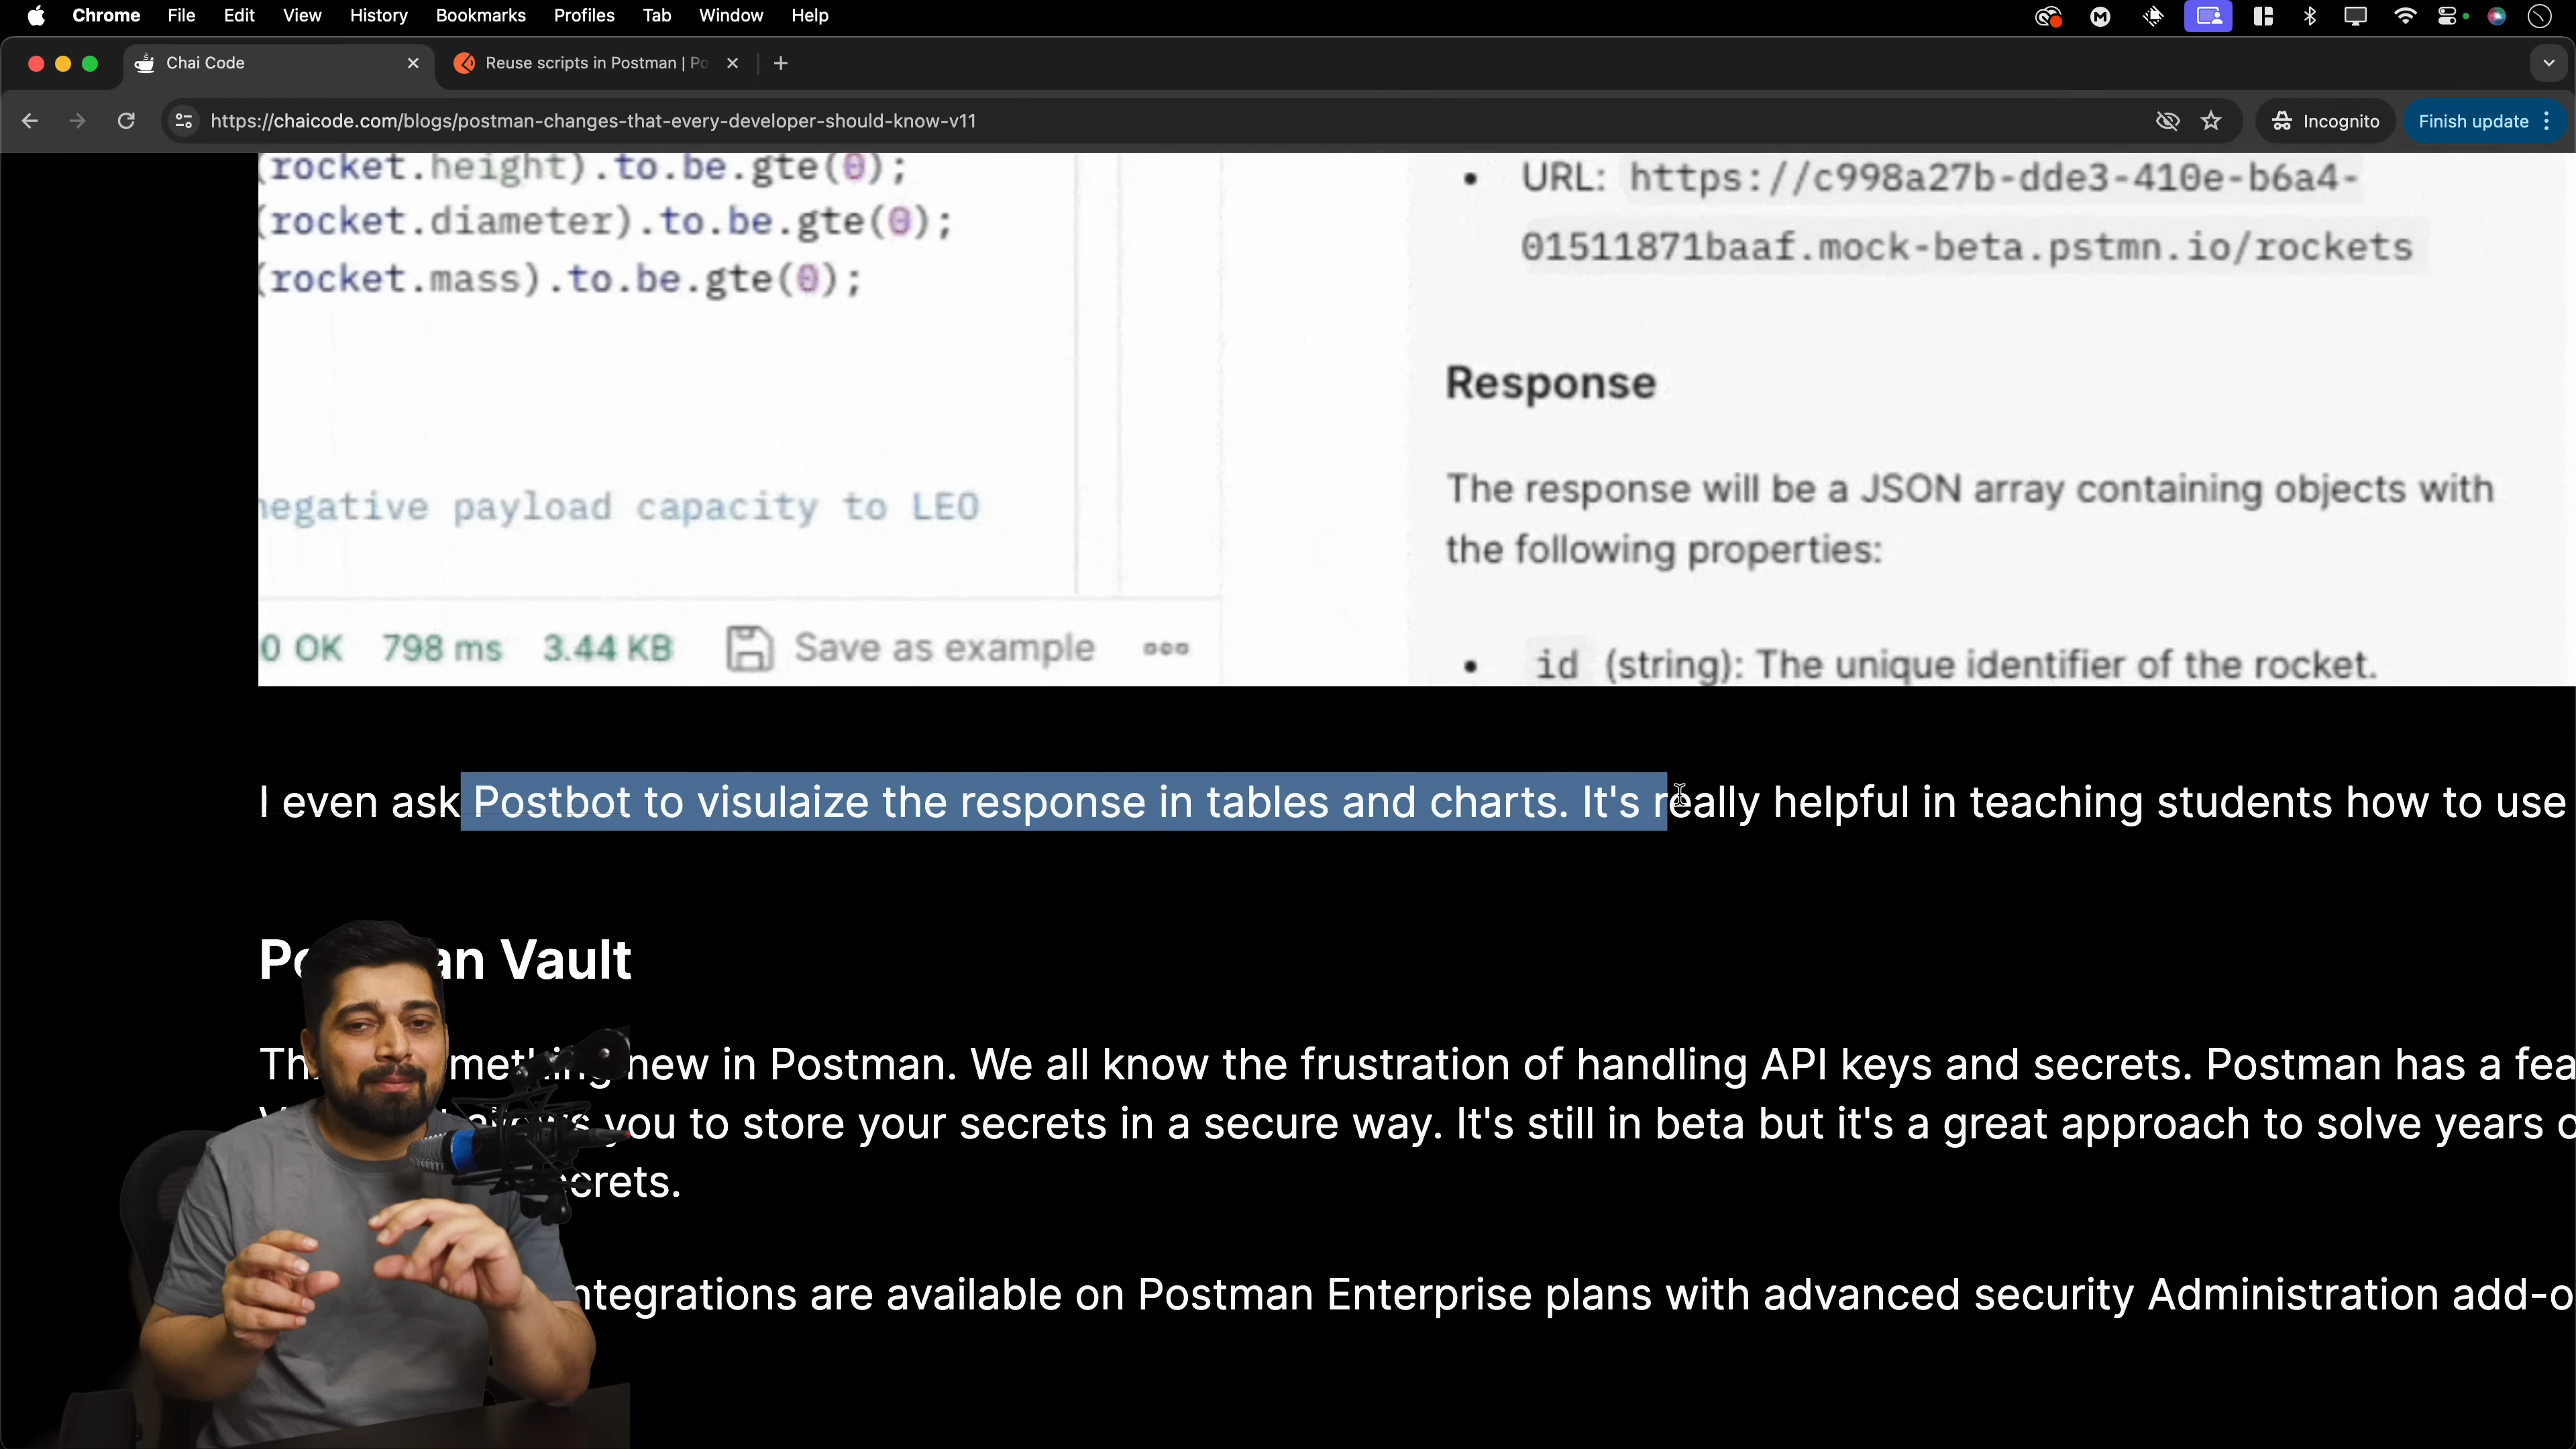 Chrome File Edit View History Bookmarks Profiles Tab Window Help
Chai Code
Reuse scripts in Postman | Po
https://chaicode.com/blogs/postman-changes-that-every-developer-should-know-v11
Incognito
Finish update
(rocket.height).to.be.gte(0);
(rocket.diameter).to.be.gte(0);
(rocket.mass).to.be.gte(0);
negative payload capacity to LEO
0 OK 798 ms 3.44 KB Save as example
URL: https://c998a27b-dde3-410e-b6a4-
01511871baaf.mock-beta.pstmn.io/rockets
Response
The response will be a JSON array containing objects with
the following properties:
id (string): The unique identifier of the rocket.
I even ask Postbot to visulaize the response in tables and charts. It's really helpful in teaching students how to use
an Vault
new in Postman. We all know the frustration of handling API keys and secrets. Postman has a fea
you to store your secrets in a secure way. It's still in beta but it's a great approach to solve years o
crets.
ntegrations are available on Postman Enterprise plans with advanced security Administration add-o